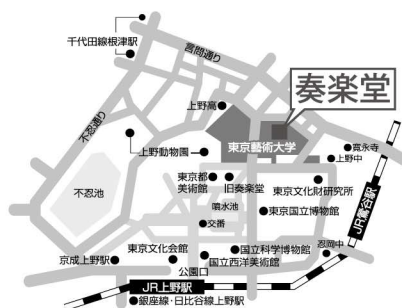 千代田線根津駅
言問通り
不忍通り
上野高
奏楽堂
東京藝術大学
寛永寺
上野中
上野動物園
東京都
美術館
旧奏楽堂
東京文化財研究所
不忍池
噴水池
東京国立博物館
JR鶯谷駅
交番
忍岡中
東京文化会館
国立科学博物館
京成上野駅
国立西洋美術館
公園口
JR上野駅
銀座線・日比谷線上野駅